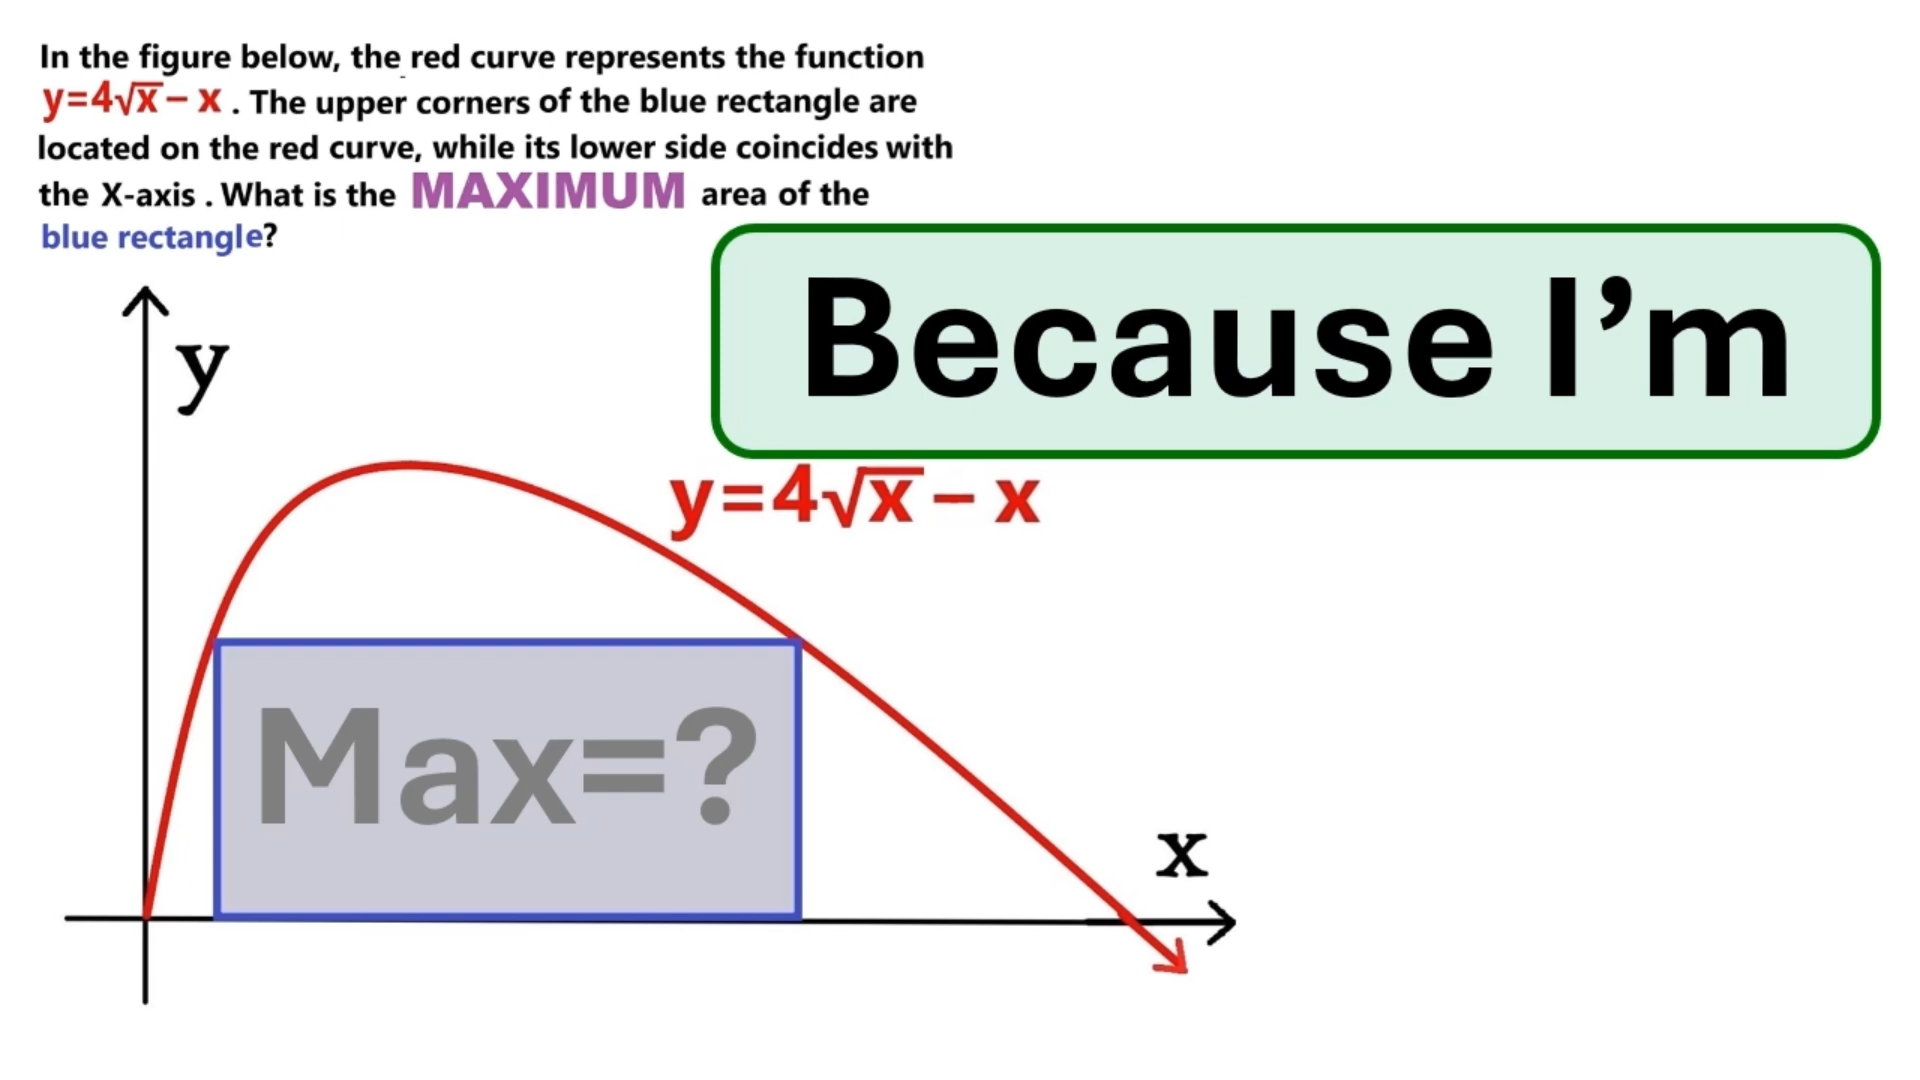 In the figure below, the red curve represents the function
y=4√x − x . The upper corners of the blue rectangle are
located on the red curve, while its lower side coincides with
the X-axis . What is the MAXIMUM area of the
blue rectangle?
Because I’m
y
y=4√x − x
Max=?
x